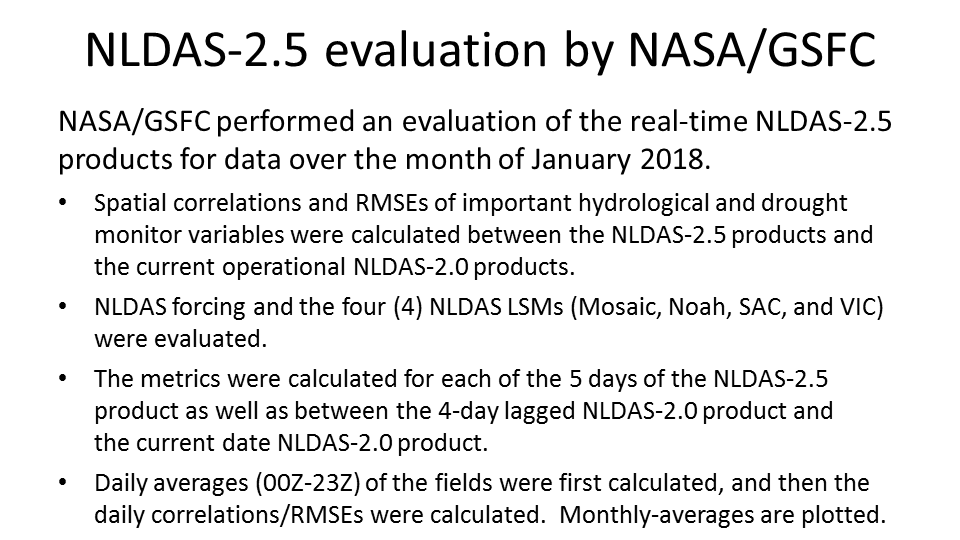 NLDAS-2.5 evaluation by NASA/GSFC
NASA/GSFC performed an evaluation of the real-time NLDAS-2.5
products for data over the month of January 2018.
• Spatial correlations and RMSEs of important hydrological and drought
monitor variables were calculated between the NLDAS-2.5 products and
the current operational NLDAS-2.0 products.
• NLDAS forcing and the four (4) NLDAS LSMs (Mosaic, Noah, SAC, and VIC)
were evaluated.
• The metrics were calculated for each of the 5 days of the NLDAS-2.5
product as well as between the 4-day lagged NLDAS-2.0 product and
the current date NLDAS-2.0 product.
• Daily averages (00Z-23Z) of the fields were first calculated, and then the
daily correlations/RMSEs were calculated.  Monthly-averages are plotted.